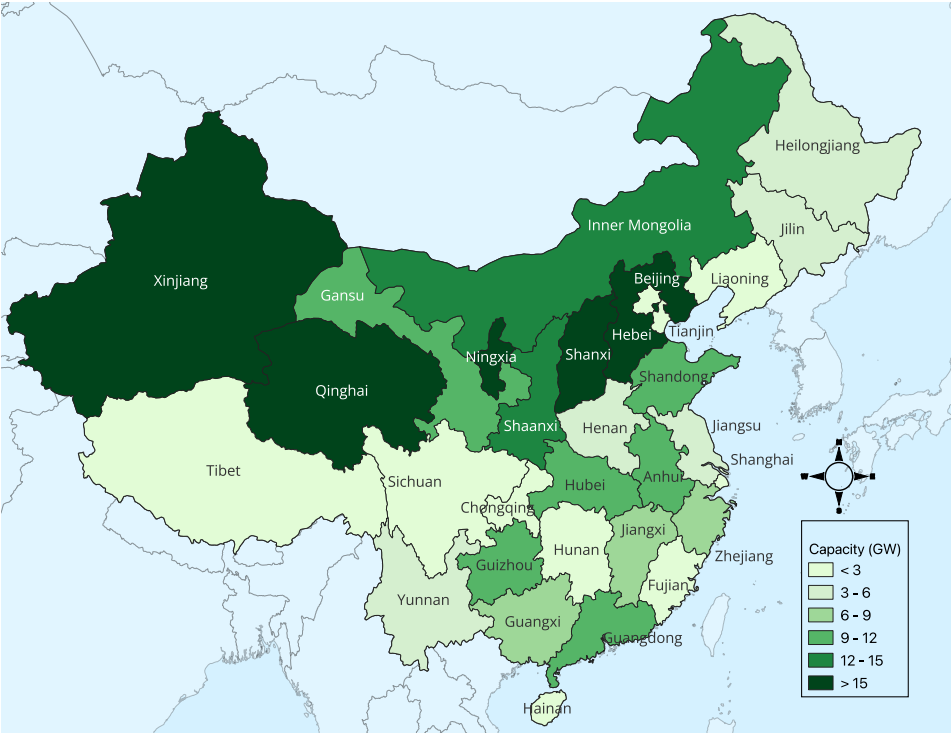 Heilongjiang
Jilin
Inner Mongolia
Beijing
Liaoning
Xinjiang
Gansu
Tianjin
Hebei
Ningxia
Shanxi
Shandong
Qinghai
Shaanxi
Henan
Jiangsu
Shanghai
Tibet
Sichuan
Hubei
Anhui
Chongqing
Jiangxi
Hunan
Zhejiang
Guizhou
Fujian
Yunnan
Guangxi
Guangdong
Hainan
Capacity (GW)
< 3
3 - 6
6 - 9
9 - 12
12 - 15
> 15